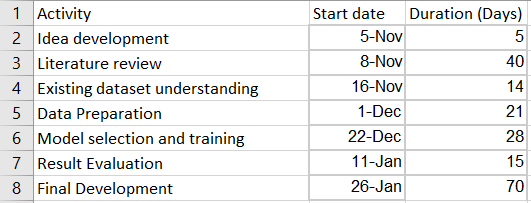 1 Activity Start date Duration (Days)
2 Idea development 5-Nov 5
3 Literature review 8-Nov 40
4 Existing dataset understanding 16-Nov 14
5 Data Preparation 1-Dec 21
6 Model selection and training 22-Dec 28
7 Result Evaluation 11-Jan 15
8 Final Development 26-Jan 70